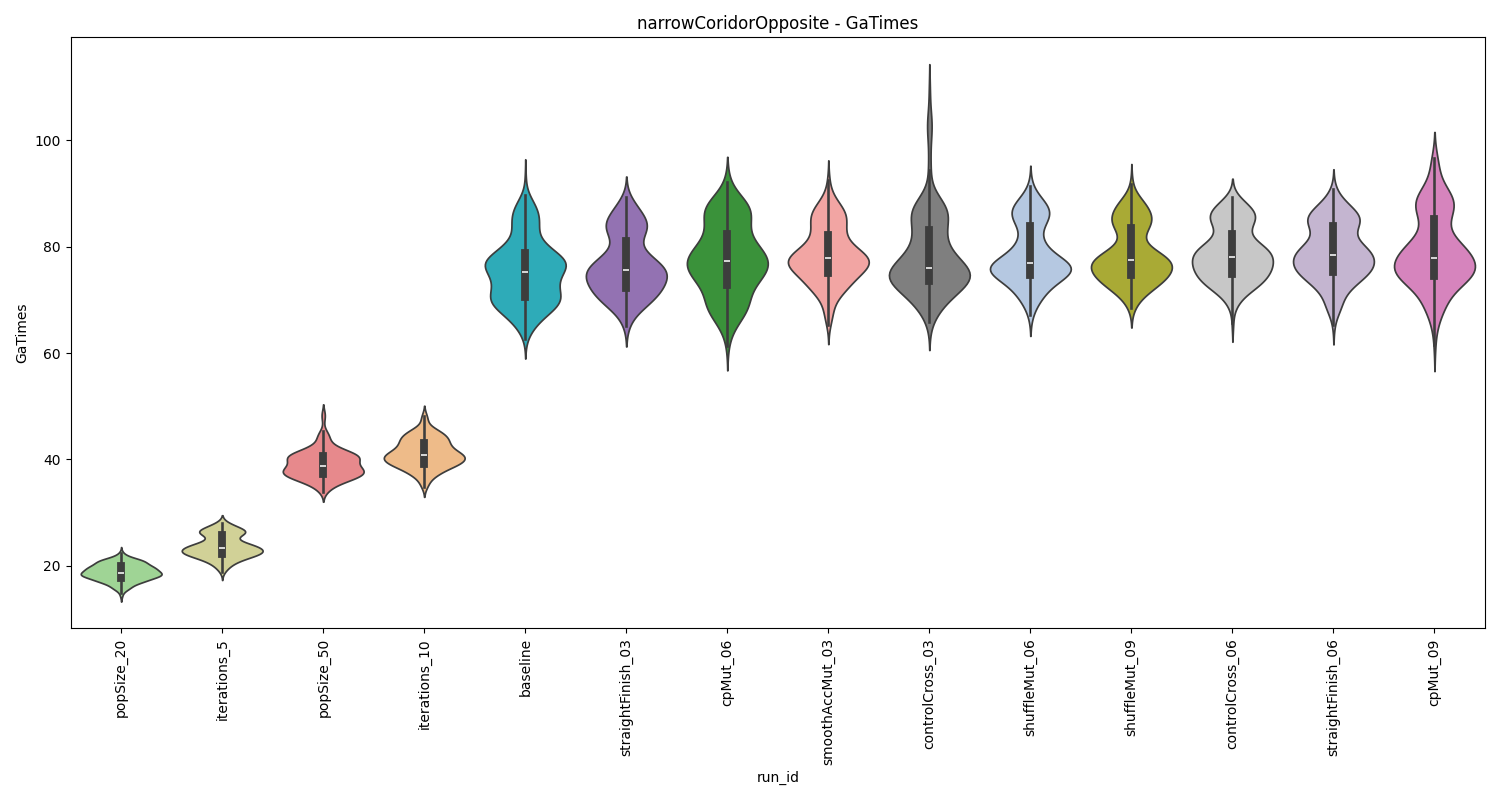 narrowCoridorOpposite - GaTimes
GaTimes
100
80
60
40
20
popSize_20
iterations_5
popSize_50
iterations_10
baseline
straightFinish_03
cpMut_06
smoothAccMut_03
controlCross_03
shuffleMut_06
shuffleMut_09
controlCross_06
straightFinish_06
cpMut_09
run_id